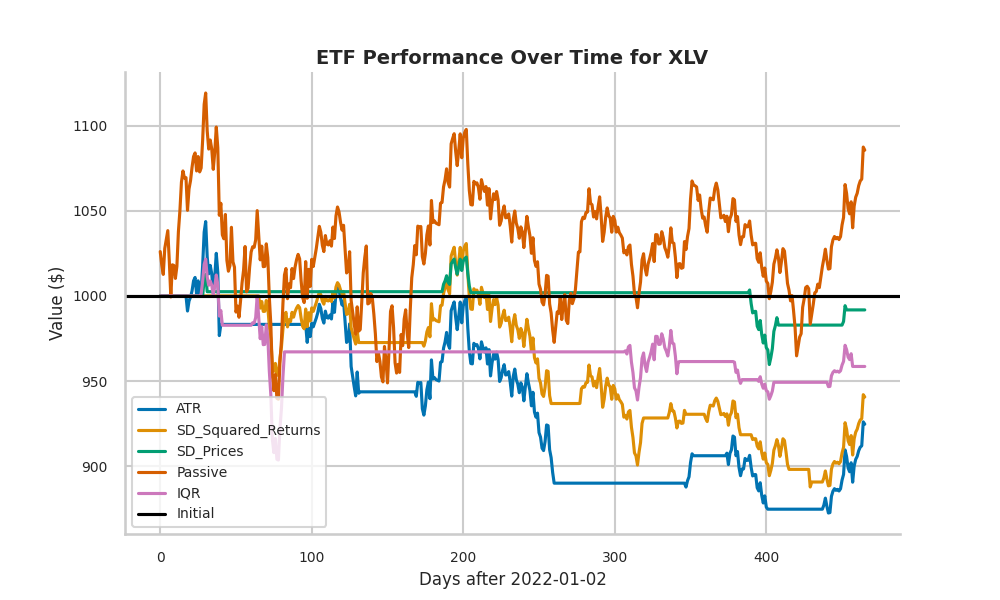 ETF Performance Over Time for XLV
Value ($)
1100
1050
1000
950
900
ATR
SD_Squared_Returns
SD_Prices
Passive
IQR
Initial
0 100 200 300 400
Days after 2022-01-02